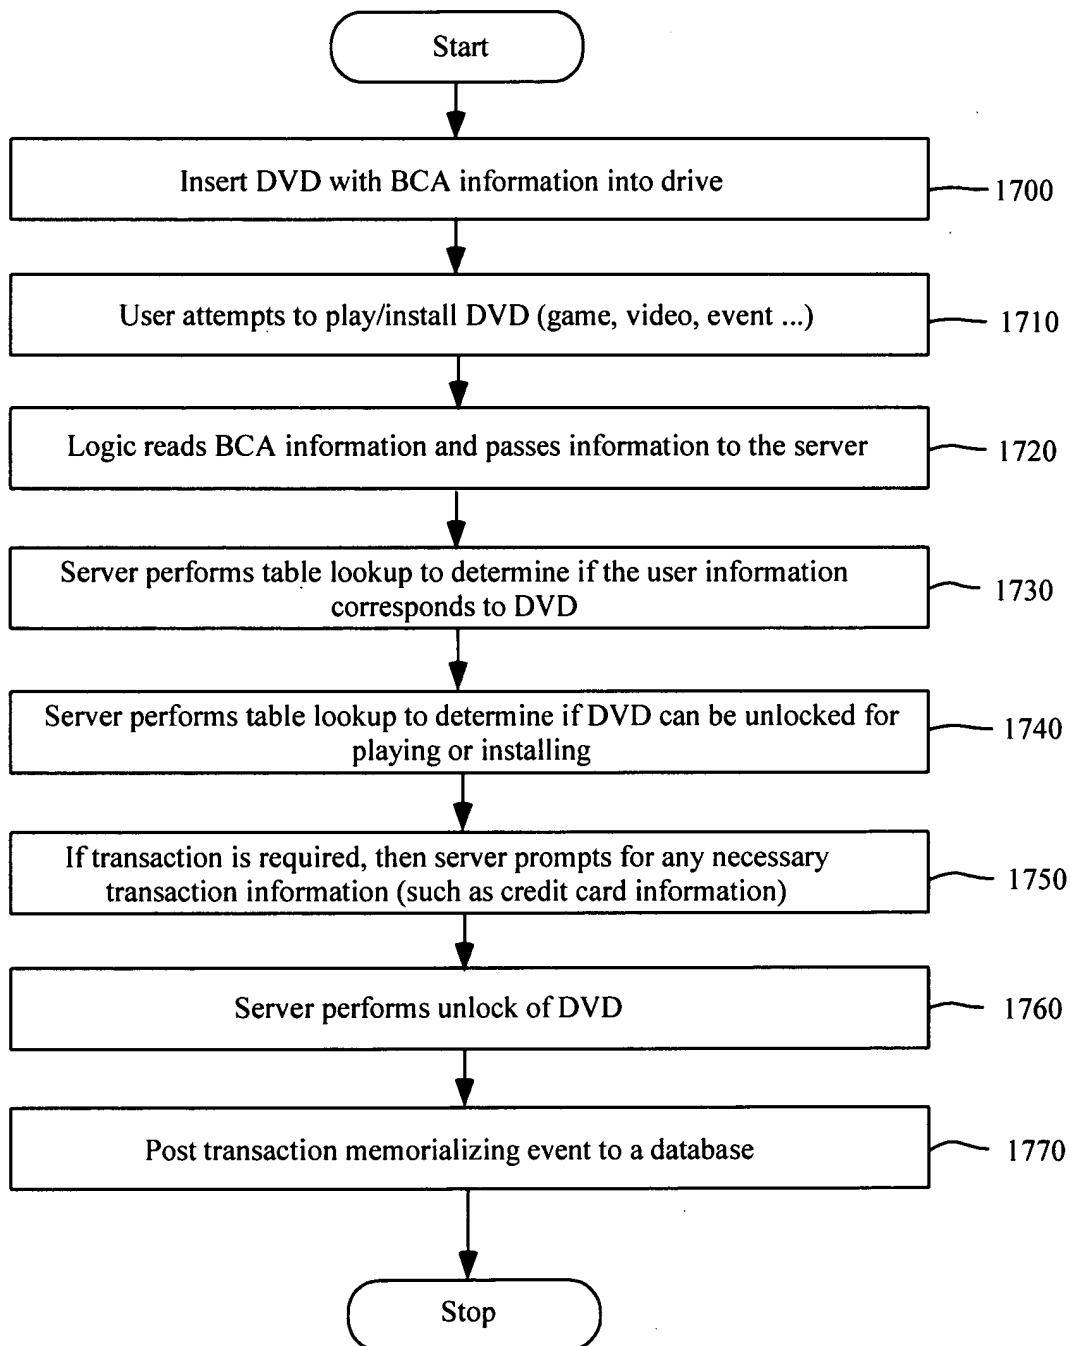 Start
Insert DVD with BCA information into drive
1700
User attempts to play/install DVD (game, video, event ...)
1710
Logic reads BCA information and passes information to the server
1720
Server performs table lookup to determine if the user information
corresponds to DVD
1730
Server performs table lookup to determine if DVD can be unlocked for
playing or installing
1740
If transaction is required, then server prompts for any necessary
transaction information (such as credit card information)
1750
Server performs unlock of DVD
1760
Post transaction memorializing event to a database
1770
Stop